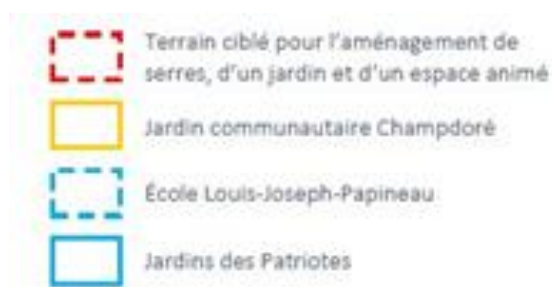 Terrain ciblé pour l'aménagement de
serres, d'un jardin et d'un espace animé
Jardin communautaire Champdoré
École Louis-Joseph-Papineau
Jardins des Patriotes